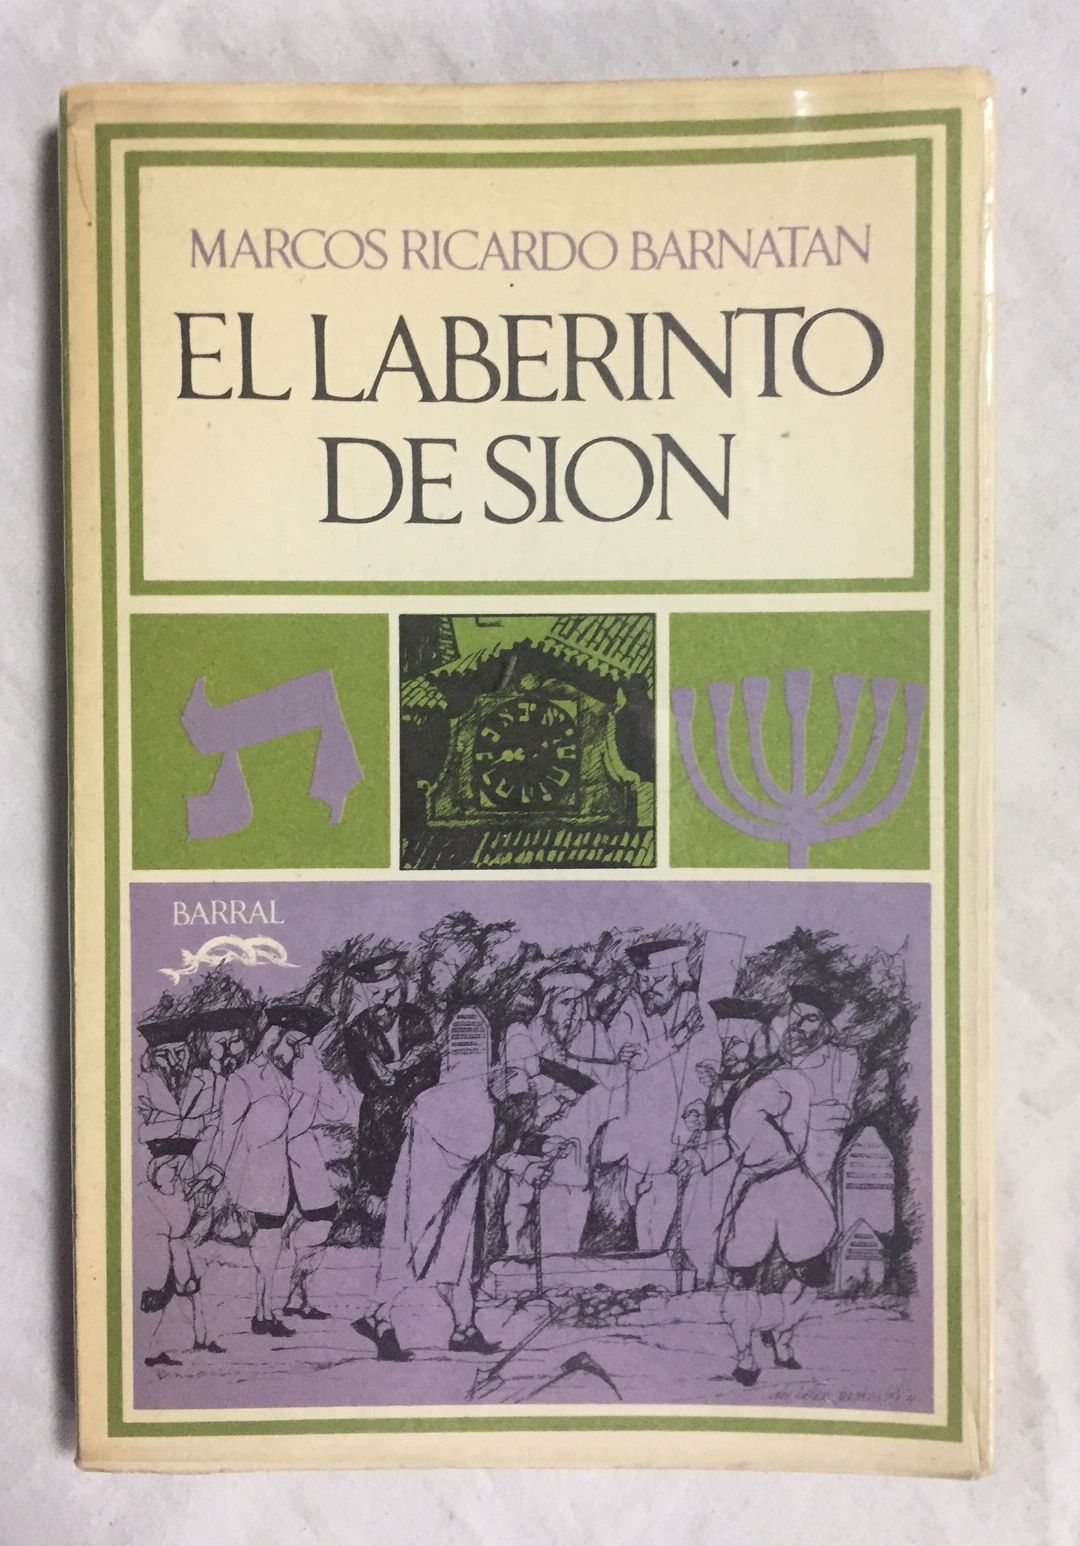 MARCOS RICARDO BARNATAN
EL LABERINTO
DE SION
ת
BARRAL